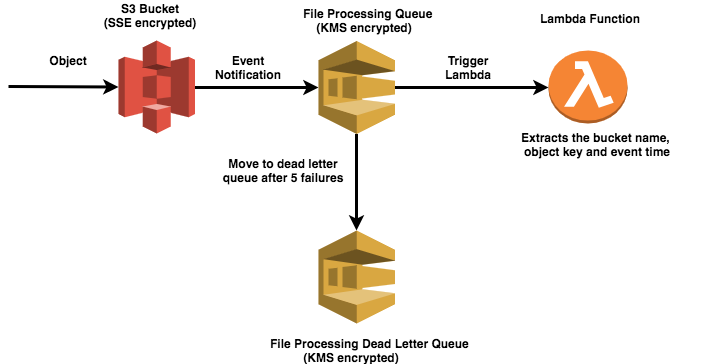 S3 Bucket
(SSE encrypted)
File Processing Queue
(KMS encrypted)
Lambda Function
Object
Event
Notification
Trigger
Lambda
Extracts the bucket name,
object key and event time
Move to dead letter
queue after 5 failures
File Processing Dead Letter Queue
(KMS encrypted)